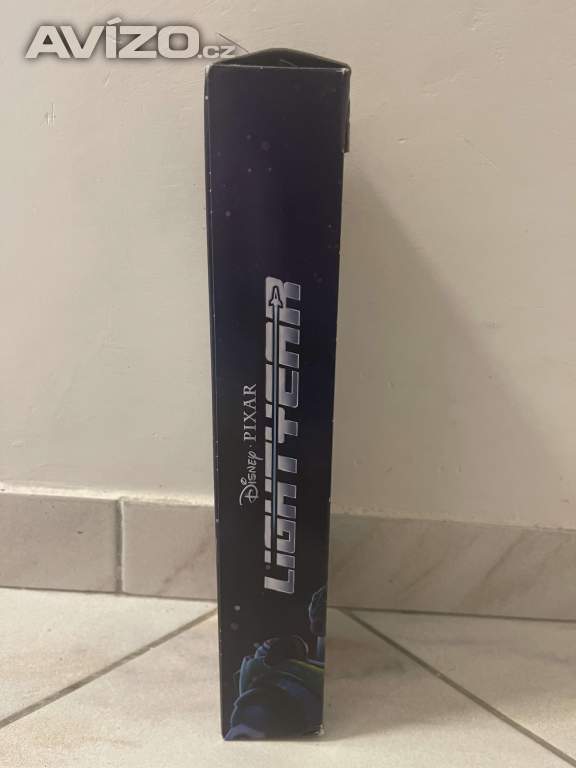 AVÍZO.cz
Disney · PIXAR
LIGHTYEAR